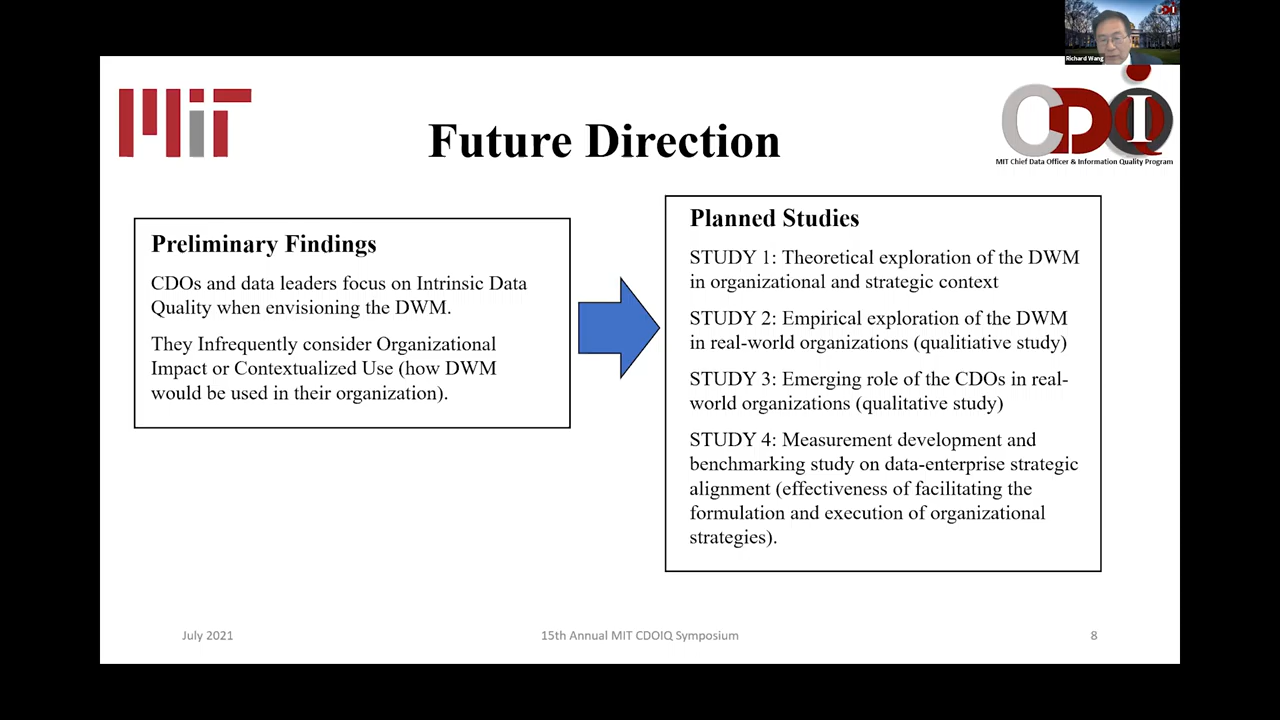 CDI
Richard Wang
MIT
CDIQ
MIT Chief Data Officer & Information Quality Program
Future Direction
Preliminary Findings
CDOs and data leaders focus on Intrinsic Data
Quality when envisioning the DWM.
They Infrequently consider Organizational
Impact or Contextualized Use (how DWM
would be used in their organization).
Planned Studies
STUDY 1: Theoretical exploration of the DWM
in organizational and strategic context
STUDY 2: Empirical exploration of the DWM
in real-world organizations (qualitiative study)
STUDY 3: Emerging role of the CDOs in real-
world organizations (qualitative study)
STUDY 4: Measurement development and
benchmarking study on data-enterprise strategic
alignment (effectiveness of facilitating the
formulation and execution of organizational
strategies).
July 2021
15th Annual MIT CDOIQ Symposium
8